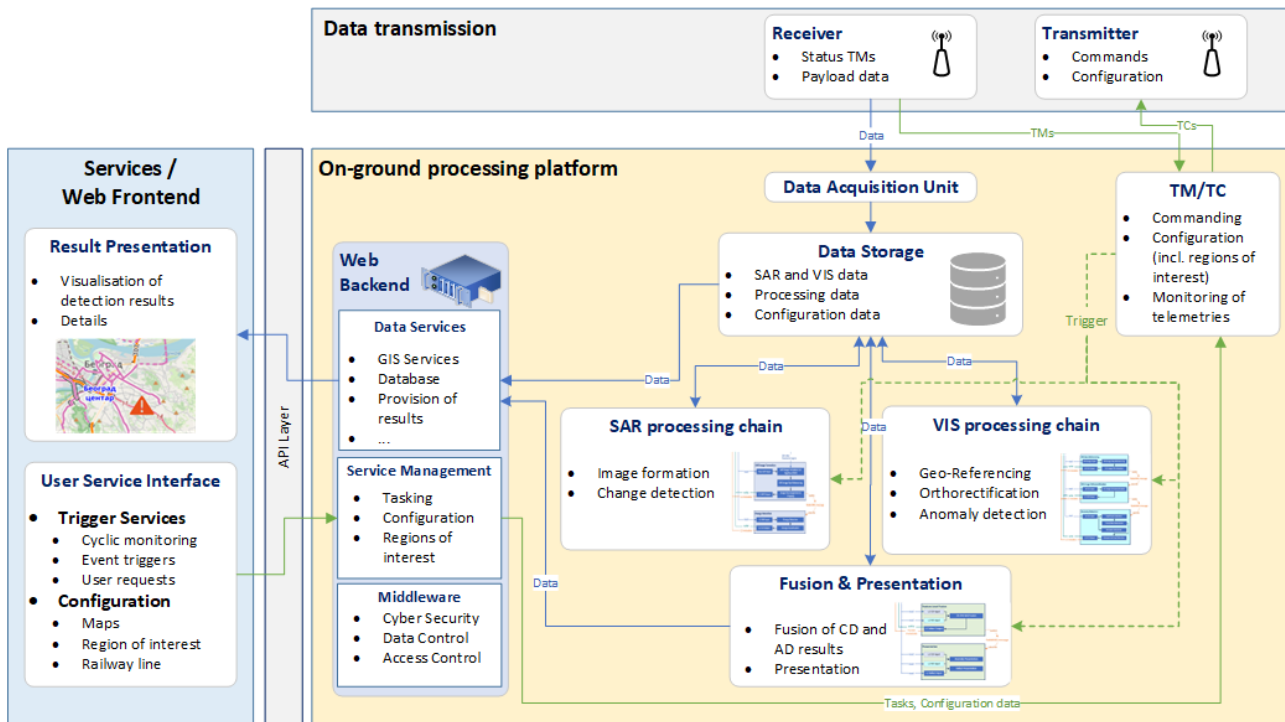 Data transmission
Receiver
• Status TMs
• Payload data
Transmitter
• Commands
• Configuration
Data
TMs
TCs
Services /
Web Frontend
Result Presentation
• Visualisation of
detection results
• Details
Београд
Београд
центар
User Service Interface
• Trigger Services
• Cyclic monitoring
• Event triggers
• User requests
• Configuration
• Maps
• Region of interest
• Railway line
API Layer
On-ground processing platform
Data Acquisition Unit
TM/TC
• Commanding
• Configuration
(incl. regions of
interest)
• Monitoring of
telemetries
Data Storage
• SAR and VIS data
• Processing data
• Configuration data
Web
Backend
Data Services
• GIS Services
• Database
• Provision of
results
• ...
Service Management
• Tasking
• Configuration
• Regions of
interest
Middleware
• Cyber Security
• Data Control
• Access Control
Trigger
Data
Data
Data
Data
SAR processing chain
• Image formation
• Change detection
VIS processing chain
• Geo-Referencing
• Orthorectification
• Anomaly detection
Data
Fusion & Presentation
• Fusion of CD and
AD results
• Presentation
Tasks, Configuration data